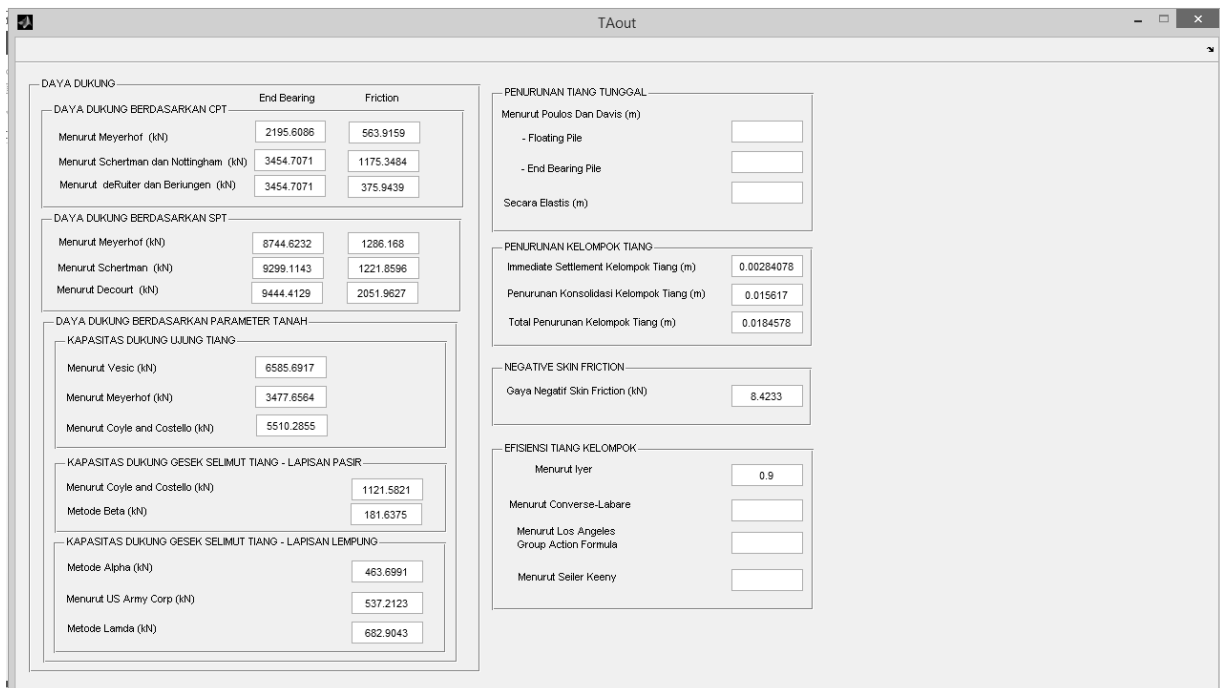 TAout
DAYA DUKUNG
End Bearing Friction
DAYA DUKUNG BERDASARKAN CPT
Menurut Meyerhof (kN) 2195.6086 563.9159
Menurut Schertman dan Nottingham (kN) 3454.7071 1175.3484
Menurut deRuiter dan Beriungen (kN) 3454.7071 375.9439
DAYA DUKUNG BERDASARKAN SPT
Menurut Meyerhof (kN) 8744.6232 1286.168
Menurut Schertman (kN) 9299.1143 1221.8596
Menurut Decourt (kN) 9444.4129 2051.9627
DAYA DUKUNG BERDASARKAN PARAMETER TANAH
KAPASITAS DUKUNG UJUNG TIANG
Menurut Vesic (kN) 6585.6917
Menurut Meyerhof (kN) 3477.6564
Menurut Coyle and Costello (kN) 5510.2855
KAPASITAS DUKUNG GESEK SELIMUT TIANG - LAPISAN PASIR
Menurut Coyle and Costello (kN) 1121.5821
Metode Beta (kN) 181.6375
KAPASITAS DUKUNG GESEK SELIMUT TIANG - LAPISAN LEMPUNG
Metode Alpha (kN) 463.6991
Menurut US Army Corp (kN) 537.2123
Metode Lamda (kN) 682.9043
PENURUNAN TIANG TUNGGAL
Menurut Poulos Dan Davis (m)
- Floating Pile
- End Bearing Pile
Secara Elastis (m)
PENURUNAN KELOMPOK TIANG
Immediate Settlement Kelompok Tiang (m) 0.00284078
Penurunan Konsolidasi Kelompok Tiang (m) 0.015617
Total Penurunan Kelompok Tiang (m) 0.0184578
NEGATIVE SKIN FRICTION
Gaya Negatif Skin Friction (kN) 8.4233
EFISIENSI TIANG KELOMPOK
Menurut Iyer 0.9
Menurut Converse-Labare
Menurut Los Angeles
Group Action Formula
Menurut Seiler Keeny